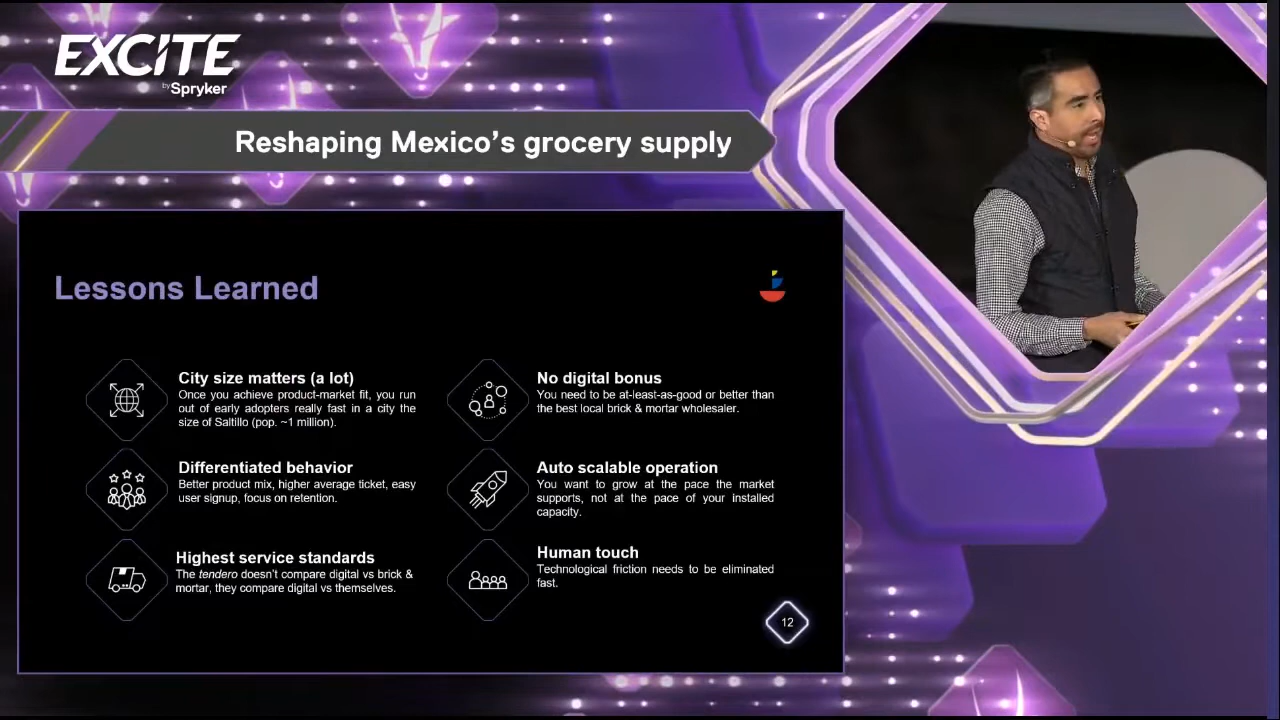 EXCITE
by Spryker
Reshaping Mexico's grocery supply
Lessons Learned
City size matters (a lot)
Once you achieve product-market fit, you run
out of early adopters really fast in a city the
size of Saltillo (pop. ~1 million).
Differentiated behavior
Better product mix, higher average ticket, easy
user signup, focus on retention.
Highest service standards
The tendero doesn't compare digital vs brick &
mortar, they compare digital vs themselves.
No digital bonus
You need to be at-least-as-good or better than
the best local brick & mortar wholesaler.
Auto scalable operation
You want to grow at the pace the market
supports, not at the pace of your installed
capacity.
Human touch
Technological friction needs to be eliminated
fast.
12